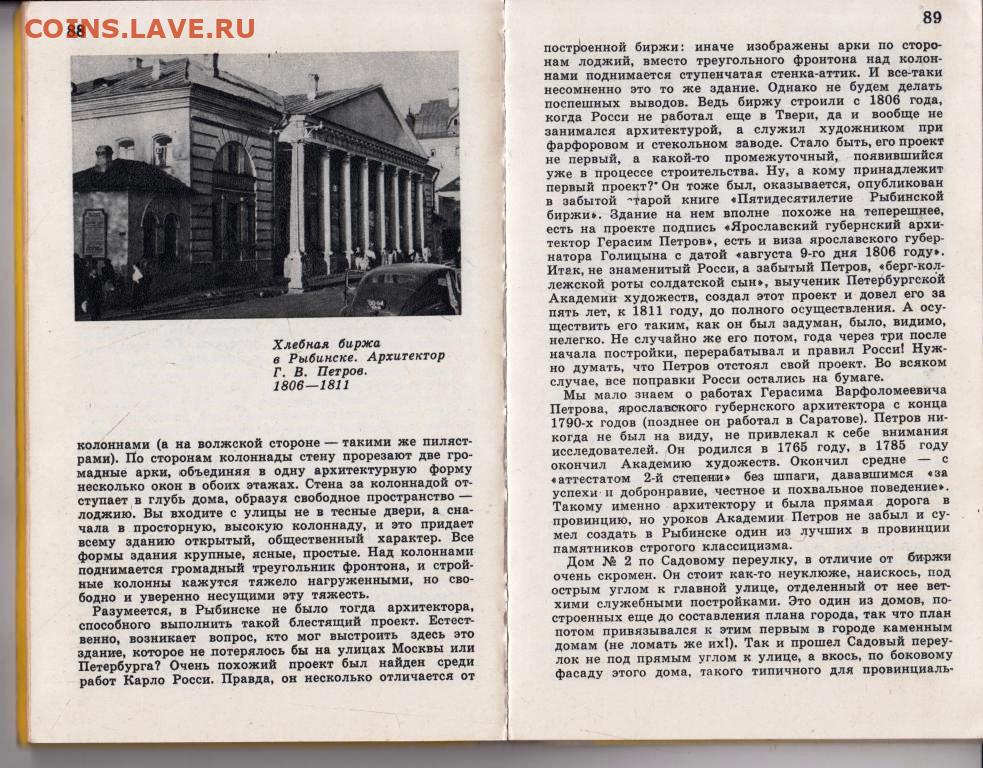 COINS.LAVE.RU
88
Хлебная биржа
в Рыбинске. Архитектор
Г. В. Петров.
1806—1811
колоннами (а на волжской стороне — такими же пиляст-
рами). По сторонам колоннады стену прорезают две гро-
мадные арки, объединяя в одну архитектурную форму
несколько окон в обоих этажах. Стена за колоннадой от-
ступает в глубь дома, образуя свободное пространство —
лоджию. Вы входите с улицы не в тесные двери, а сна-
чала в просторную, высокую колоннаду, и это придает
всему зданию открытый, общественный характер. Все
формы здания крупные, ясные, простые. Над колоннами
поднимается громадный треугольник фронтона, и строй-
ные колонны кажутся тяжело нагруженными, но сво-
бодно и уверенно несущими эту тяжесть.
Разумеется, в Рыбинске не было тогда архитектора,
способного выполнить такой блестящий проект. Естест-
венно, возникает вопрос, кто мог выстроить здесь это
здание, которое не потерялось бы на улицах Москвы или
Петербурга? Очень похожий проект был найден среди
работ Карло Росси. Правда, он несколько отличается от
89
построенной биржи: иначе изображены арки по сторо-
нам лоджий, вместо треугольного фронтона над колон-
нами поднимается ступенчатая стенка-аттик. И все-таки
несомненно это то же здание. Однако не будем делать
поспешных выводов. Ведь биржу строили с 1806 года,
когда Росси не работал еще в Твери, да и вообще не
занимался архитектурой, а служил художником при
фарфоровом и стекольном заводе. Стало быть, его проект
не первый, а какой-то промежуточный, появившийся
уже в процессе строительства. Ну, а кому принадлежит
первый проект? Он тоже был, оказывается, опубликован
в забытой старой книге «Пятидесятилетие Рыбинской
биржи». Здание на нем вполне похоже на теперешнее,
есть на проекте подпись «Ярославский губернский архи-
тектор Герасим Петров», есть и виза ярославского губер-
натора Голицына с датой «августа 9-го дня 1806 году».
Итак, не знаменитый Росси, а забытый Петров, «берг-кол-
лежской роты солдатской сын», выученик Петербургской
Академии художеств, создал этот проект и довел его за
пять лет, к 1811 году, до полного осуществления. А осу-
ществить его таким, как он был задуман, было, видимо,
нелегко. Не случайно же его потом, года через три после
начала постройки, перерабатывал и правил Росси! Нуж-
но думать, что Петров отстоял свой проект. Во всяком
случае, все поправки Росси остались на бумаге.
Мы мало знаем о работах Герасима Варфоломеевича
Петрова, ярославского губернского архитектора с конца
1790-х годов (позднее он работал в Саратове). Петров ни-
когда не был на виду, не привлекал к себе внимания
исследователей. Он родился в 1765 году, в 1785 году
окончил Академию художеств. Окончил средне — с
«аттестатом 2-й степени» без шпаги, дававшимся «за
успехи и добронравие, честное и похвальное поведение».
Такому именно архитектору и была прямая дорога в
провинцию, но уроков Академии Петров не забыл и су-
мел создать в Рыбинске один из лучших в провинции
памятников строгого классицизма.
Дом № 2 по Садовому переулку, в отличие от биржи
очень скромен. Он стоит как-то неуклюже, наискось, под
острым углом к главной улице, отделенный от нее вет-
хими служебными постройками. Это один из домов, по-
строенных еще до составления плана города, так что план
потом привязывался к этим первым в городе каменным
домам (не ломать же их!). Так и прошел Садовый переу-
лок не под прямым углом к улице, а вкось, по боковому
фасаду этого дома, такого типичного для провинциаль-